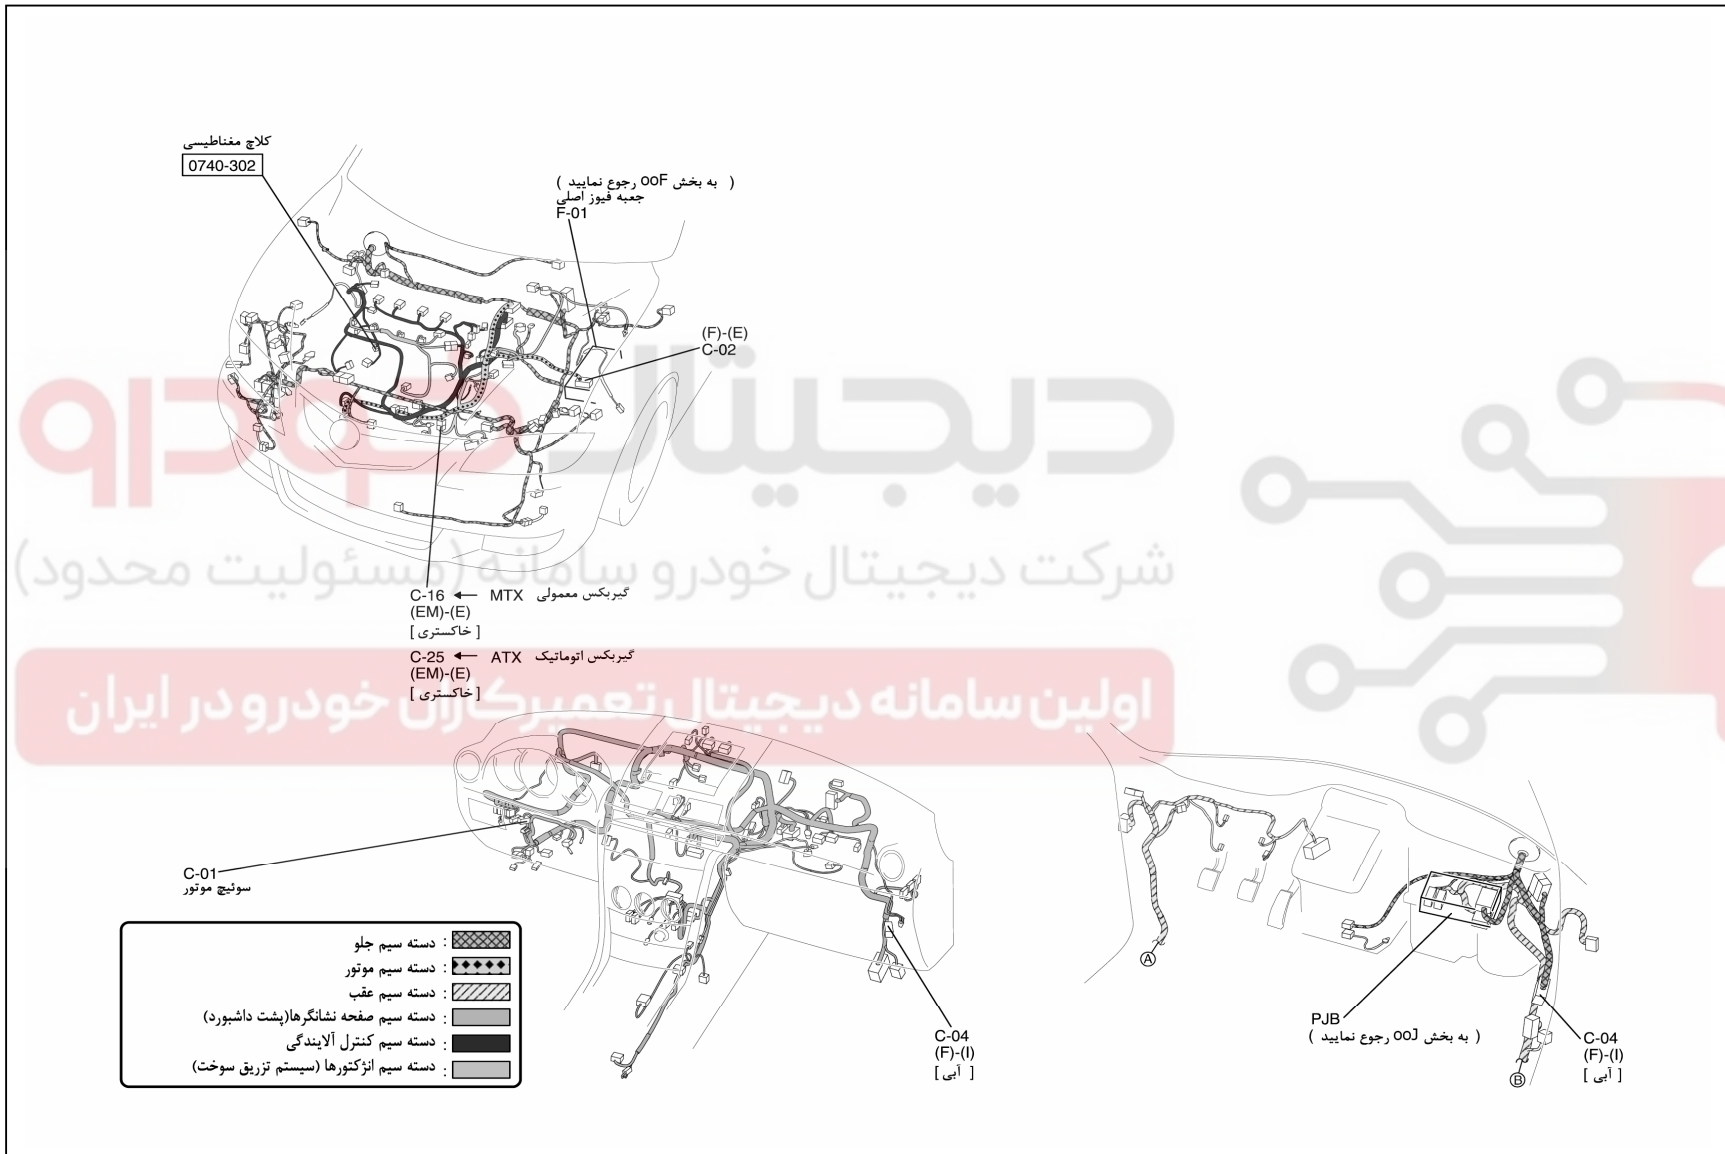 کلاچ مغناطیسی
0740-302
( به بخش ooF رجوع نمایید )
جعبه فیوز اصلی
F-01
(F)-(E)
C-02
دیجیتال خودرو
شرکت دیجیتال خودرو سامانه (مسئولیت محدود)
C-16 ← MTX گیربکس معمولی
(EM)-(E)
[ خاکستری ]
C-25 ← ATX گیربکس اتوماتیک
(EM)-(E)
[ خاکستری ]
اولین سامانه دیجیتال تعمیرکاران خودرو در ایران
C-01
سوئیچ موتور
دسته سیم جلو :
دسته سیم موتور :
دسته سیم عقب :
دسته سیم صفحه نشانگرها(پشت داشبورد) :
دسته سیم کنترل آلایندگی :
دسته سیم انژکتورها (سیستم تزریق سوخت) :
C-04
(F)-(I)
[ آبی ]
A
PJB
( به بخش ooJ رجوع نمایید )
C-04
(F)-(I)
[ آبی ]
B